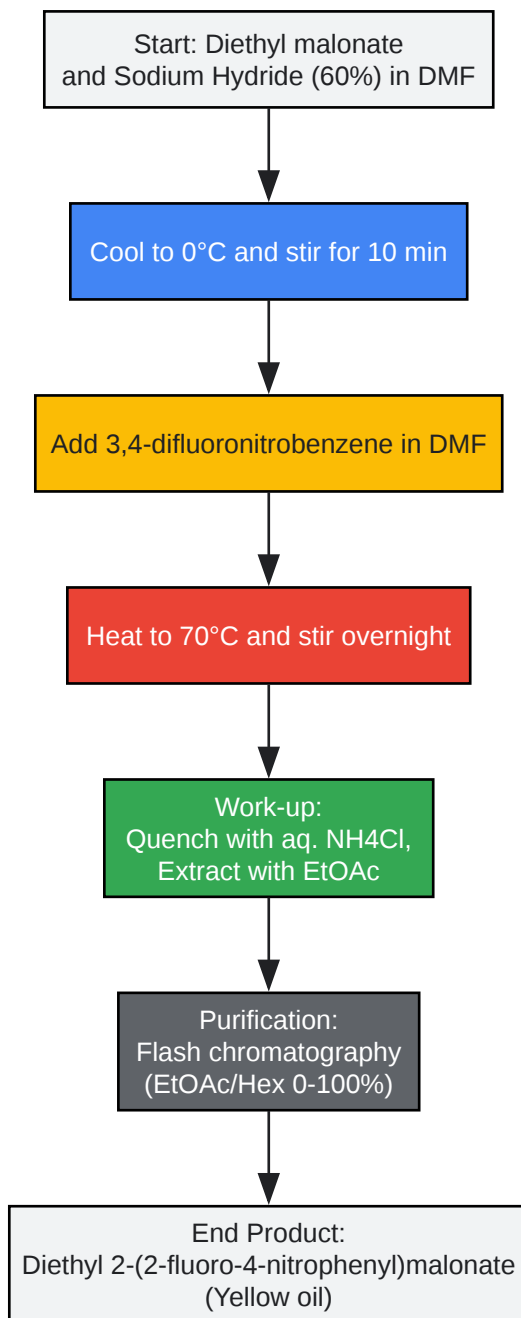 Start: Diethyl malonate
and Sodium Hydride (60%) in DMF
Cool to 0°C and stir for 10 min
Add 3,4-difluoronitrobenzene in DMF
Heat to 70°C and stir overnight
Work-up:
Quench with aq. NH4Cl,
Extract with EtOAc
Purification:
Flash chromatography
(EtOAc/Hex 0-100%)
End Product:
Diethyl 2-(2-fluoro-4-nitrophenyl)malonate
(Yellow oil)